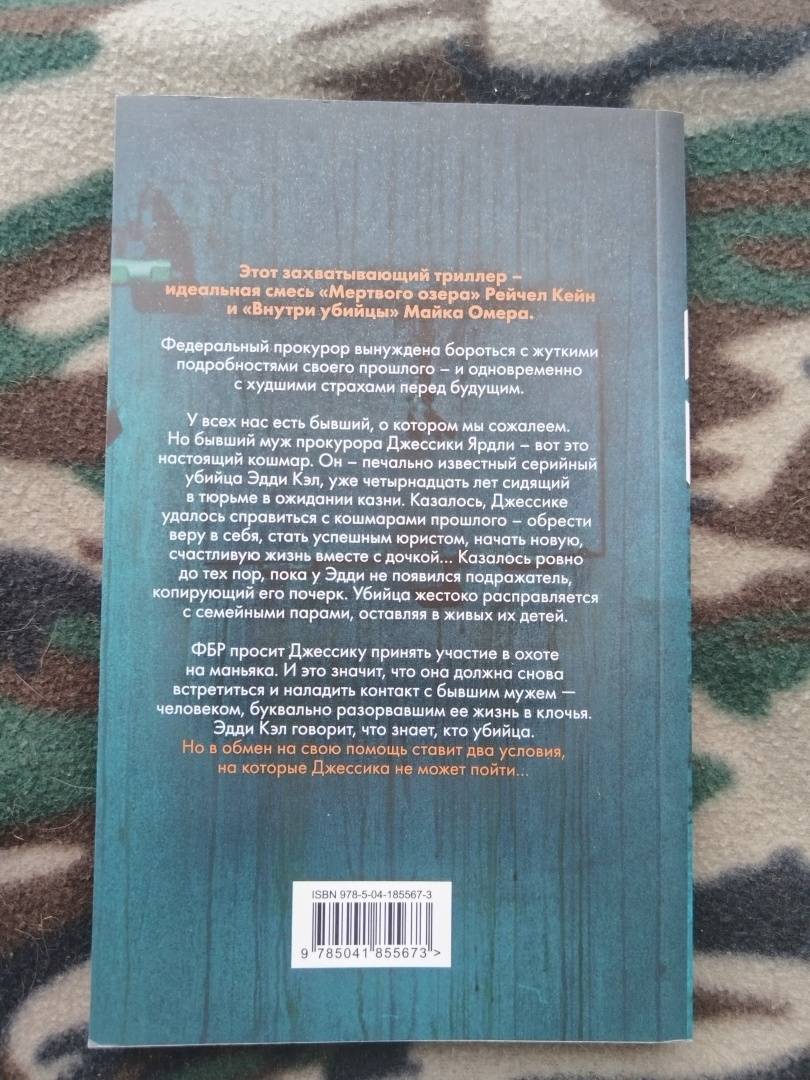 Этот захватывающий триллер –
идеальная смесь «Мертвого озера» Рейчел Кейн
и «Внутри убийцы» Майка Омера.
Федеральный прокурор вынуждена бороться с жуткими
подробностями своего прошлого – и одновременно
с худшими страхами перед будущим.
У всех нас есть бывший, о котором мы сожалеем.
Но бывший муж прокурора Джессики Ярдли – вот это
настоящий кошмар. Он – печально известный серийный
убийца Эдди Кэл, уже четырнадцать лет сидящий
в тюрьме в ожидании казни. Казалось, Джессике
удалось справиться с кошмарами прошлого – обрести
веру в себя, стать успешным юристом, начать новую,
счастливую жизнь вместе с дочкой... Казалось ровно
до тех пор, пока у Эдди не появился подражатель,
копирующий его почерк. Убийца жестоко расправляется
с семейными парами, оставляя в живых их детей.
ФБР просит Джессику принять участие в охоте
на маньяка. И это значит, что она должна снова
встретиться и наладить контакт с бывшим мужем —
человеком, буквально разорвавшим ее жизнь в клочья.
Эдди Кэл говорит, что знает, кто убийца.
Но в обмен на свою помощь ставит два условия,
на которые Джессика не может пойти...
ISBN 978-5-04-185567-3
9 785041 855673 >